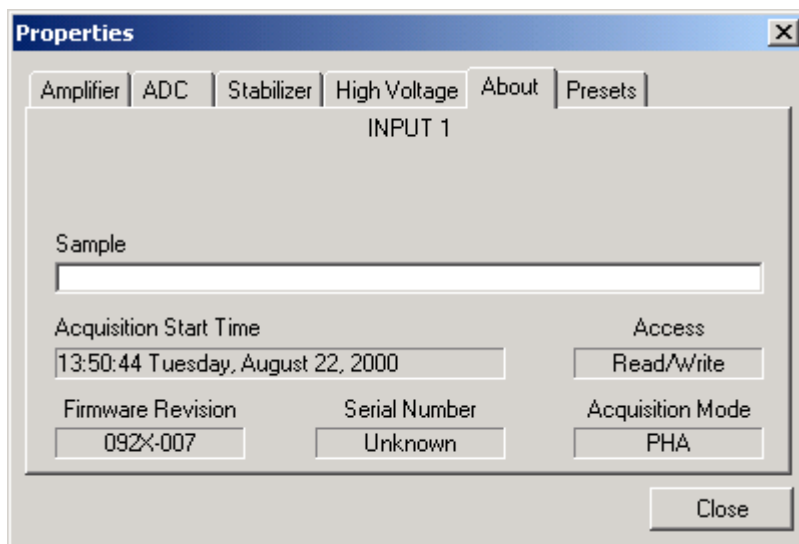 Properties
Amplifier ADC Stabilizer High Voltage About Presets
INPUT 1
Sample
Acquisition Start Time Access
13:50:44 Tuesday, August 22, 2000 Read/Write
Firmware Revision Serial Number Acquisition Mode
092X-007 Unknown PHA
Close